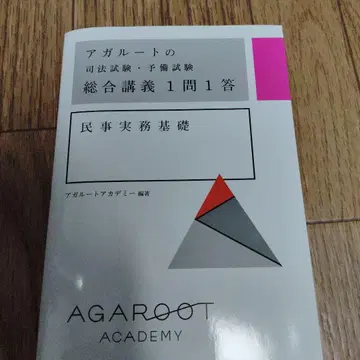 アガルートの
司法試験・予備試験
総合講義1問1答
民事実務基礎
アガルートアカデミー 編著
AGAROOT
ACADEMY